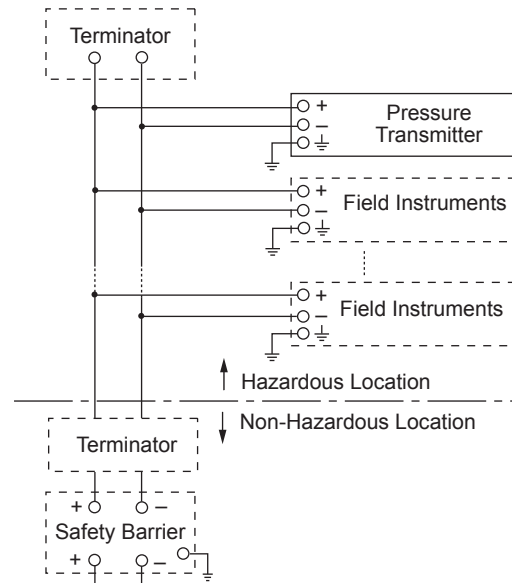 Terminator
+
Pressure
Transmitter
−
+
Field Instruments
−
+
Field Instruments
−
Hazardous Location
Non-Hazardous Location
Terminator
+ −
Safety Barrier
+ −